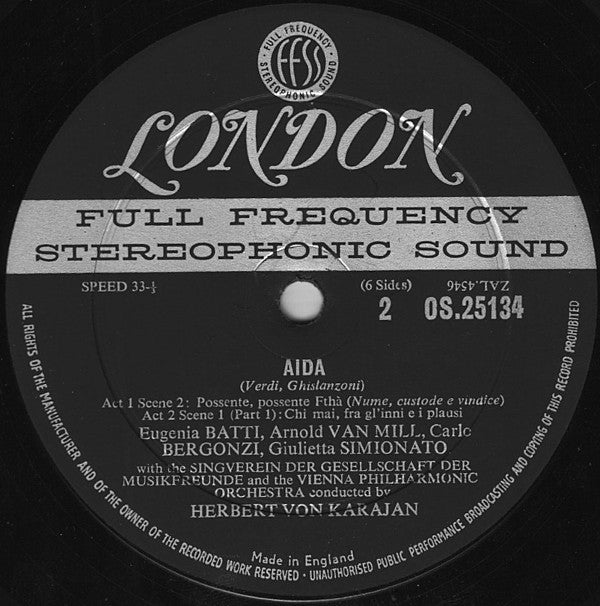 FULL FREQUENCY
FFSS
STEREOPHONIC SOUND
LONDON
FULL FREQUENCY
STEREOPHONIC SOUND
SPEED 33-⅓
(6 Sides)
ZAL.4546
2 OS.25134
AIDA
(Verdi, Ghislanzoni)
Act 1 Scene 2: Possente, possente Fthà (Nume, custode e vindice)
Act 2 Scene 1 (Part 1): Chi mai, fra gl'inni e i plausi
Eugenia BATTI, Arnold VAN MILL, Carlo
BERGONZI, Giulietta SIMIONATO
with the SINGVEREIN DER GESELLSCHAFT DER
MUSIKFREUNDE and the VIENNA PHILHARMONIC
ORCHESTRA conducted by
HERBERT VON KARAJAN
Made in England
ALL RIGHTS OF THE MANUFACTURER AND OF THE OWNER OF THE RECORDED WORK RESERVED · UNAUTHORISED PUBLIC PERFORMANCE BROADCASTING AND COPYING OF THIS RECORD PROHIBITED